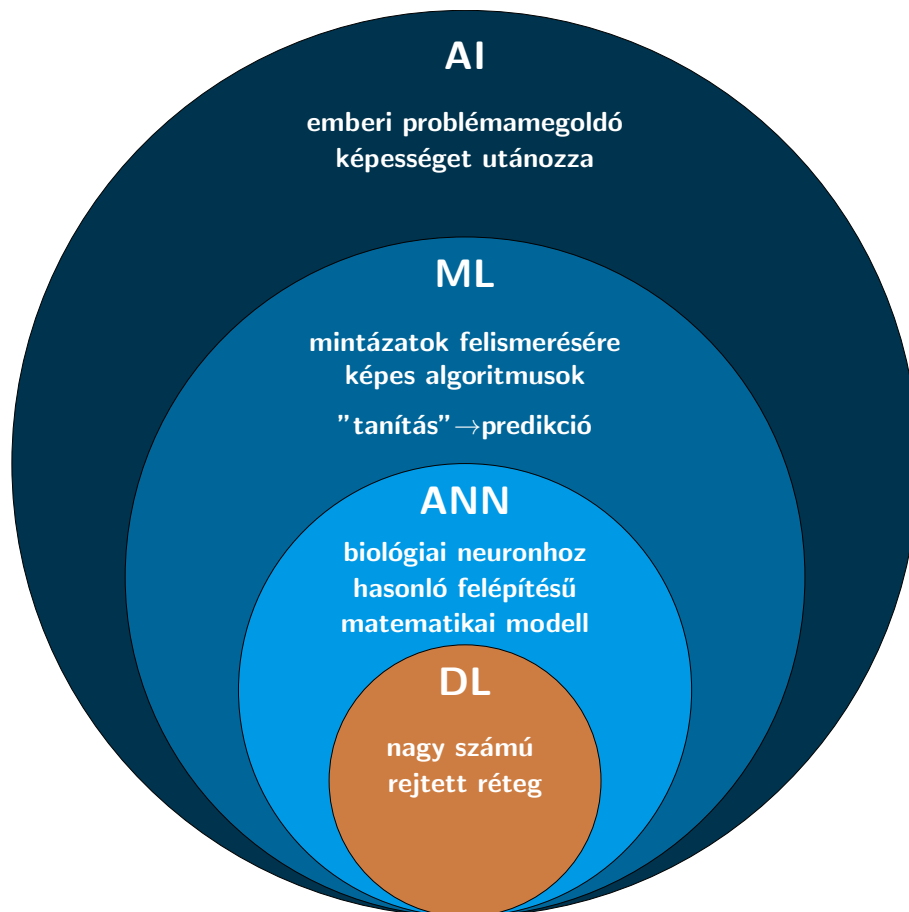 AI
emberi problémamegoldó
képességet utánozza
ML
mintázatok felismerésére
képes algoritmusok
"tanítás"→predikció
ANN
biológiai neuronhoz
hasonló felépítésű
matematikai modell
DL
nagy számú
rejtett réteg